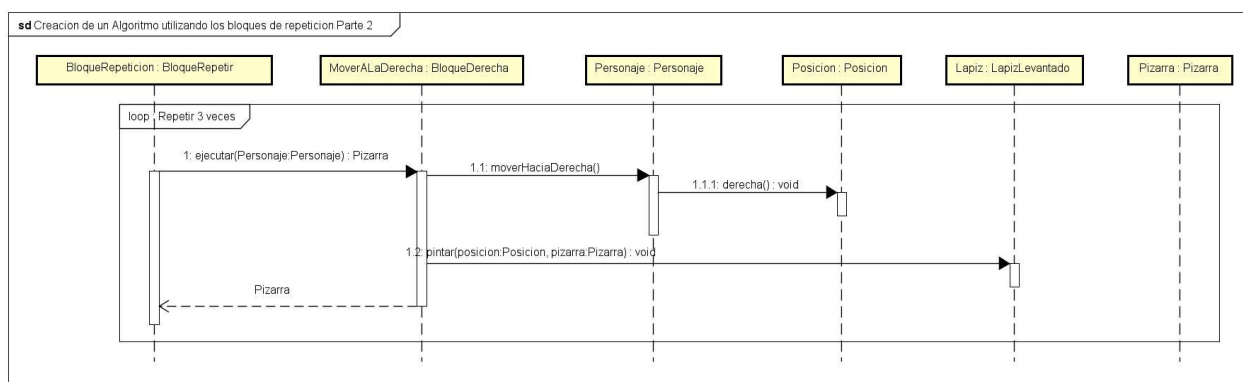 sd Creacion de un Algoritmo utilizando los bloques de repeticion Parte 2
BloqueRepeticion : BloqueRepetir
MoverALaDerecha : BloqueDerecha
Personaje : Personaje
Posicion : Posicion
Lapiz : LapizLevantado
Pizarra : Pizarra
loop : Repetir 3 veces
1: ejecutar(Personaje:Personaje) : Pizarra
1.1: moverHaciaDerecha()
1.1.1: derecha() : void
1.2: pintar(posicion:Posicion, pizarra:Pizarra) : void
Pizarra